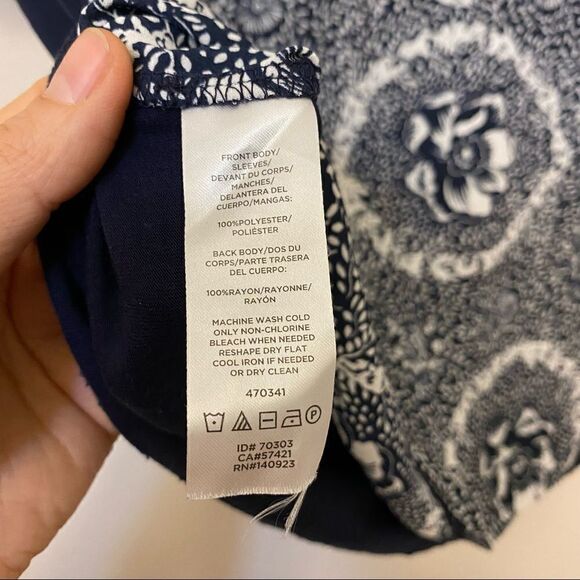 FRONT BODY/
SLEEVES/
DEVANT DU CORPS/
MANCHES/
DELANTERA DEL
CUERPO/MANGAS:
100%POLYESTER/
POLIÉSTER
BACK BODY/DOS DU
CORPS/PARTE TRASERA
DEL CUERPO:
100%RAYON/RAYONNE/
RAYÓN
MACHINE WASH COLD
ONLY NON-CHLORINE
BLEACH WHEN NEEDED
RESHAPE DRY FLAT
COOL IRON IF NEEDED
OR DRY CLEAN
470341
P
ID# 70303
CA#57421
RN#140923